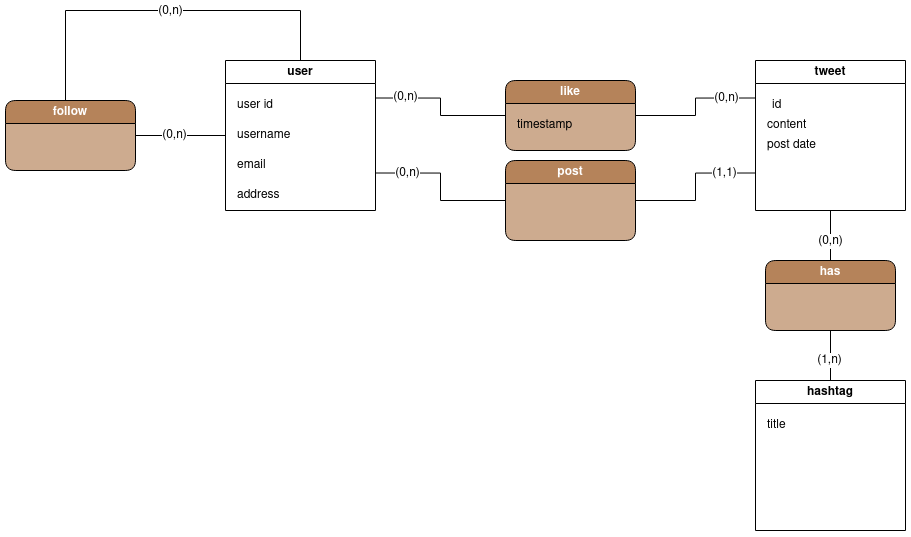 (0,n)
user
user id
username
email
address
follow
(0,n)
(0,n)
(0,n)
like
timestamp
post
(0,n)
(1,1)
tweet
id
content
post date
(0,n)
has
(1,n)
hashtag
title